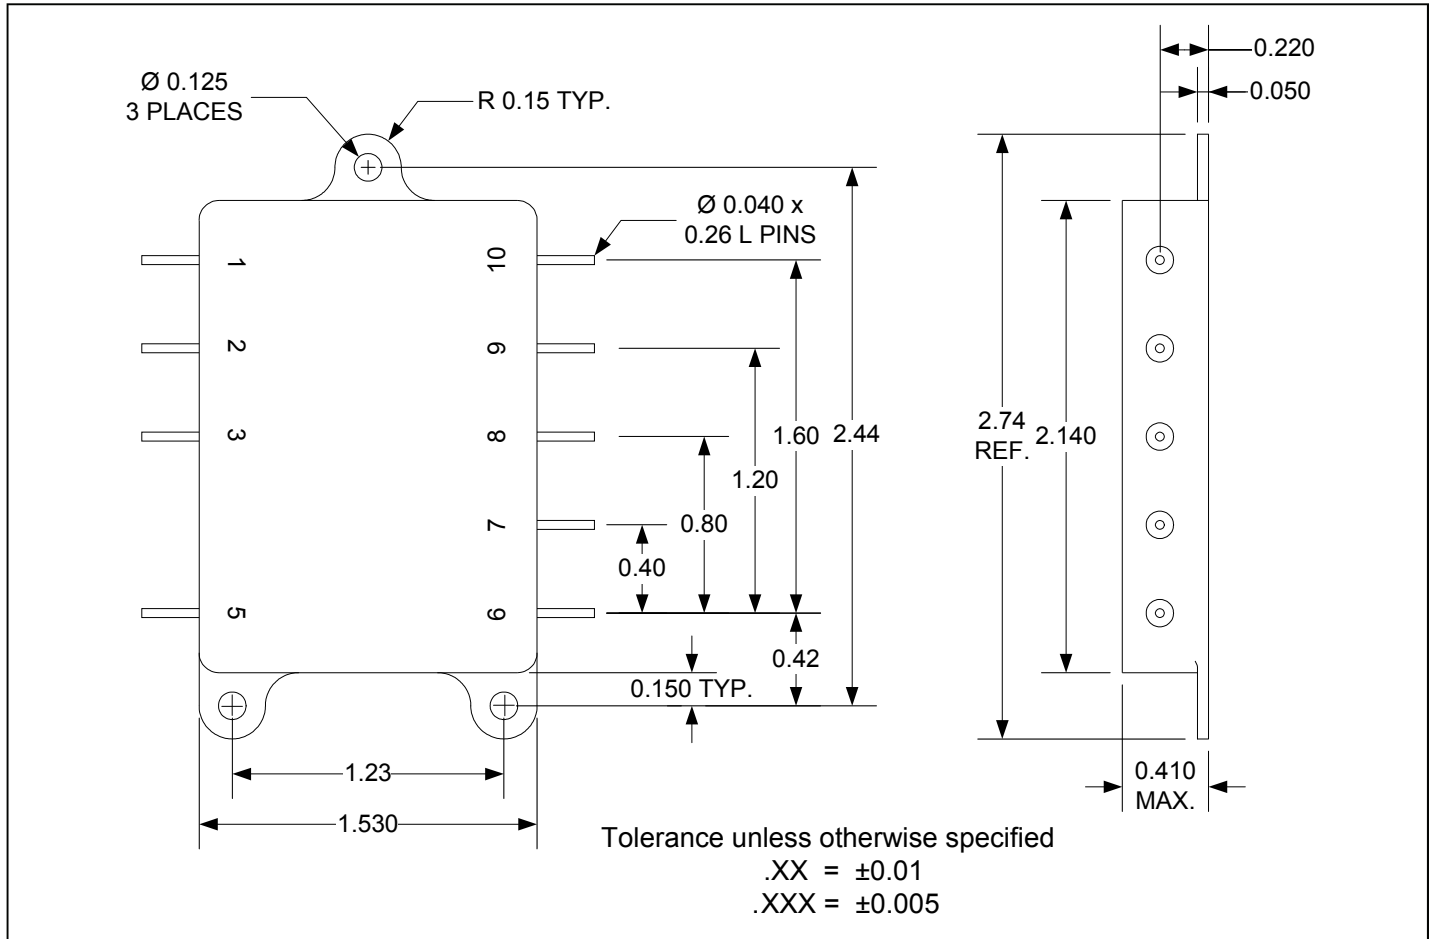 Ø 0.125
3 PLACES
R 0.15 TYP.
Ø 0.040 x
0.26 L PINS
1
2
3
5
10
9
8
7
6
1.60
2.44
1.20
0.80
0.40
0.42
0.150 TYP.
1.23
1.530
0.220
0.050
2.74
REF.
2.140
0.410
MAX.
Tolerance unless otherwise specified
.XX = ±0.01
.XXX = ±0.005